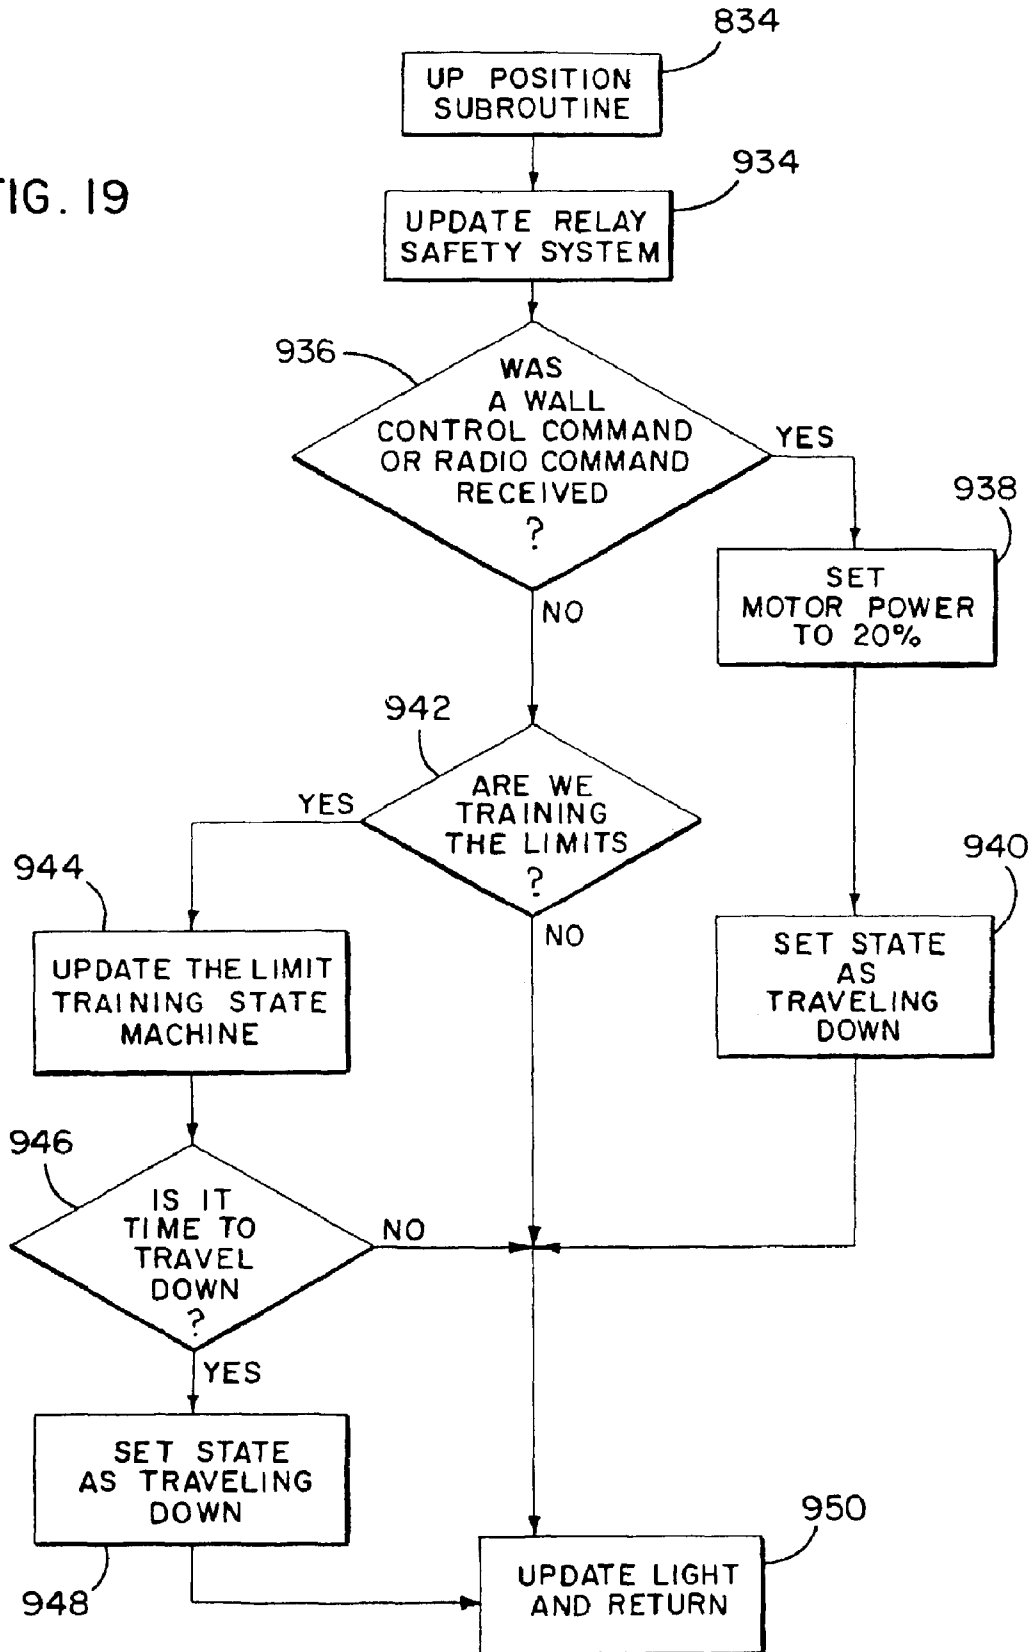 834
UP POSITION
SUBROUTINE
FIG. 19
934
UPDATE RELAY
SAFETY SYSTEM
936
WAS
A WALL
CONTROL COMMAND
OR RADIO COMMAND
RECEIVED
?
YES
938
SET
MOTOR POWER
TO 20%
NO
942
ARE WE
TRAINING
THE LIMITS
?
YES
NO
940
SET STATE
AS
TRAVELING
DOWN
944
UPDATE THE LIMIT
TRAINING STATE
MACHINE
946
IS IT
TIME TO
TRAVEL
DOWN
?
NO
YES
SET STATE
AS TRAVELING
DOWN
948
950
UPDATE LIGHT
AND RETURN